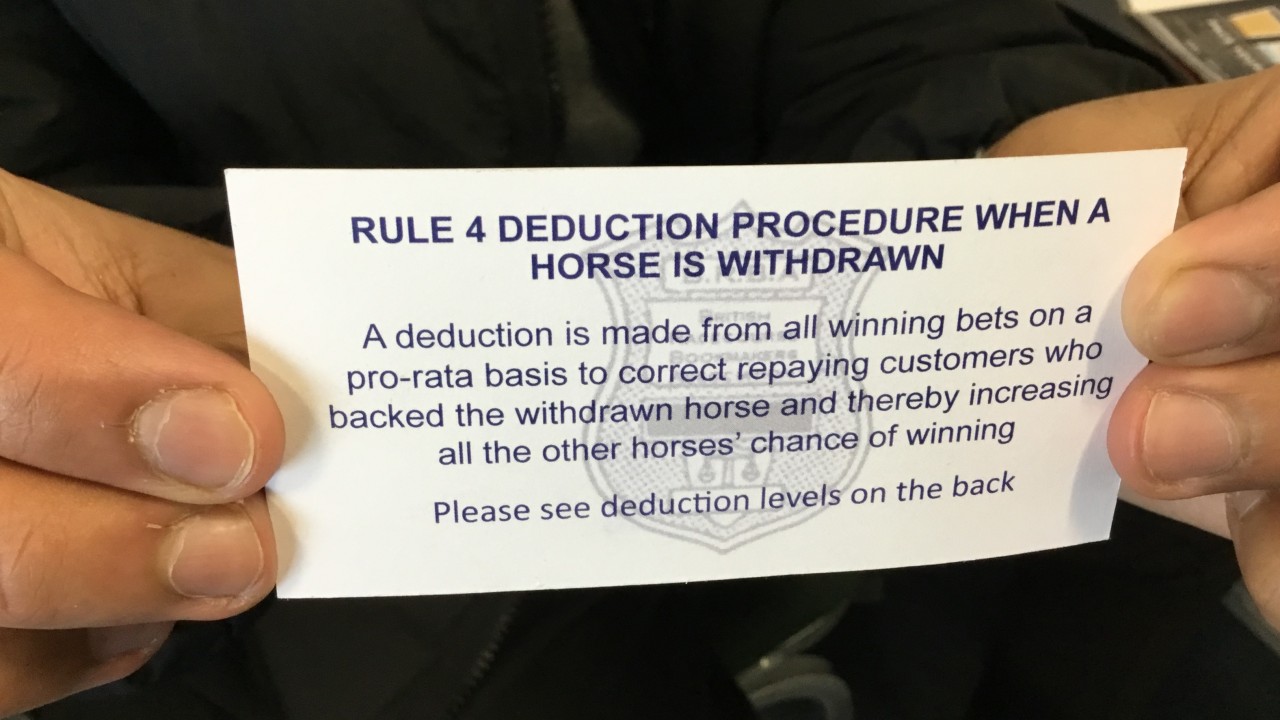 RULE 4 DEDUCTION PROCEDURE WHEN A
HORSE IS WITHDRAWN
A deduction is made from all winning bets on a
pro-rata basis to correct repaying customers who
backed the withdrawn horse and thereby increasing
all the other horses’ chance of winning
Please see deduction levels on the back
BRITISH
BOOKMAKERS